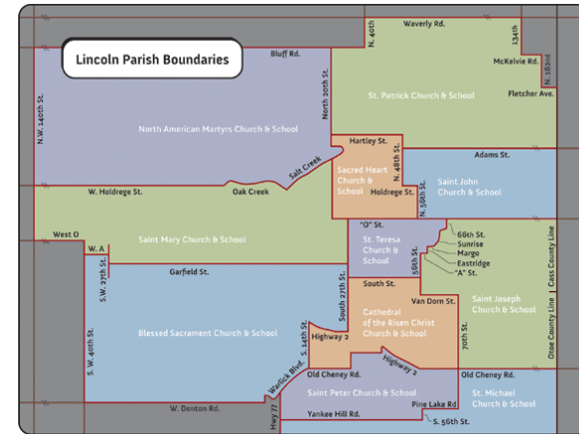 Lincoln Parish Boundaries
Waverly Rd.
N. 40th
134th
Bluff Rd.
McKelvie Rd.
N. 162nd
Fletcher Ave.
N.W. 140th St.
North 20th St.
St. Patrick Church & School
North American Martyrs Church & School
Hartley St.
Adams St.
Salt Creek
Sacred Heart
Church &
School
N. 48th St.
Saint John
Church & School
W. Holdrege St.
Oak Creek
Holdrege St.
N. 56th St.
West O
Saint Mary Church & School
"O" St.
66th St.
Sunrise
Margo
Eastridge
"A" St.
St. Teresa
Church &
School
56th St.
W. A
Garfield St.
S.W. 27th St.
South St.
Cass County Line
Otoe County Line
Van Dorn St.
Saint Joseph
Church & School
South 27th St.
Cathedral
of the Risen Christ
Church & School
Blessed Sacrament Church & School
S. 14th St.
Highway 2
70th St.
S. W. 40th St.
Highway 2
Warlick Blvd.
Old Cheney Rd.
Old Cheney Rd.
Saint Peter Church & School
St. Michael
Church & School
W. Denton Rd.
Hwy 77
Pine Lake Rd
Yankee Hill Rd.
S. 56th St.